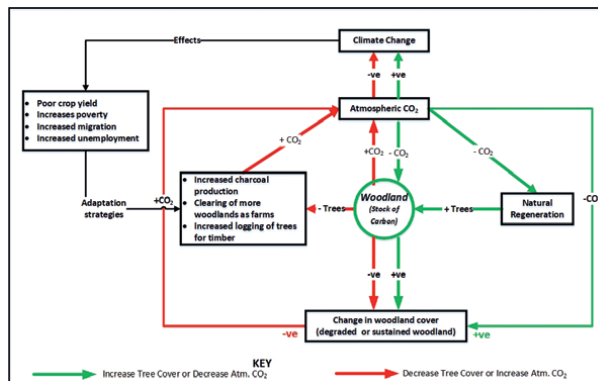 Effects
Climate Change
-ve
+ve
• Poor crop yield
• Increases poverty
• Increased migration
• Increased unemployment
Atmospheric CO₂
+ CO₂
+CO₂
- CO₂
- CO₂
Adaptation
strategies
+CO₂
• Increased charcoal
production
• Clearing of more
woodlands as farms
• Increased logging of trees
for timber
- Trees
Woodland
(Stock of
Carbon)
+ Trees
Natural
Regeneration
-CO
-ve
+ve
Change in woodland cover
(degraded or sustained woodland)
-ve
+ve
KEY
Increase Tree Cover or Decrease Atm. CO₂
Decrease Tree Cover or Increase Atm. CO₂